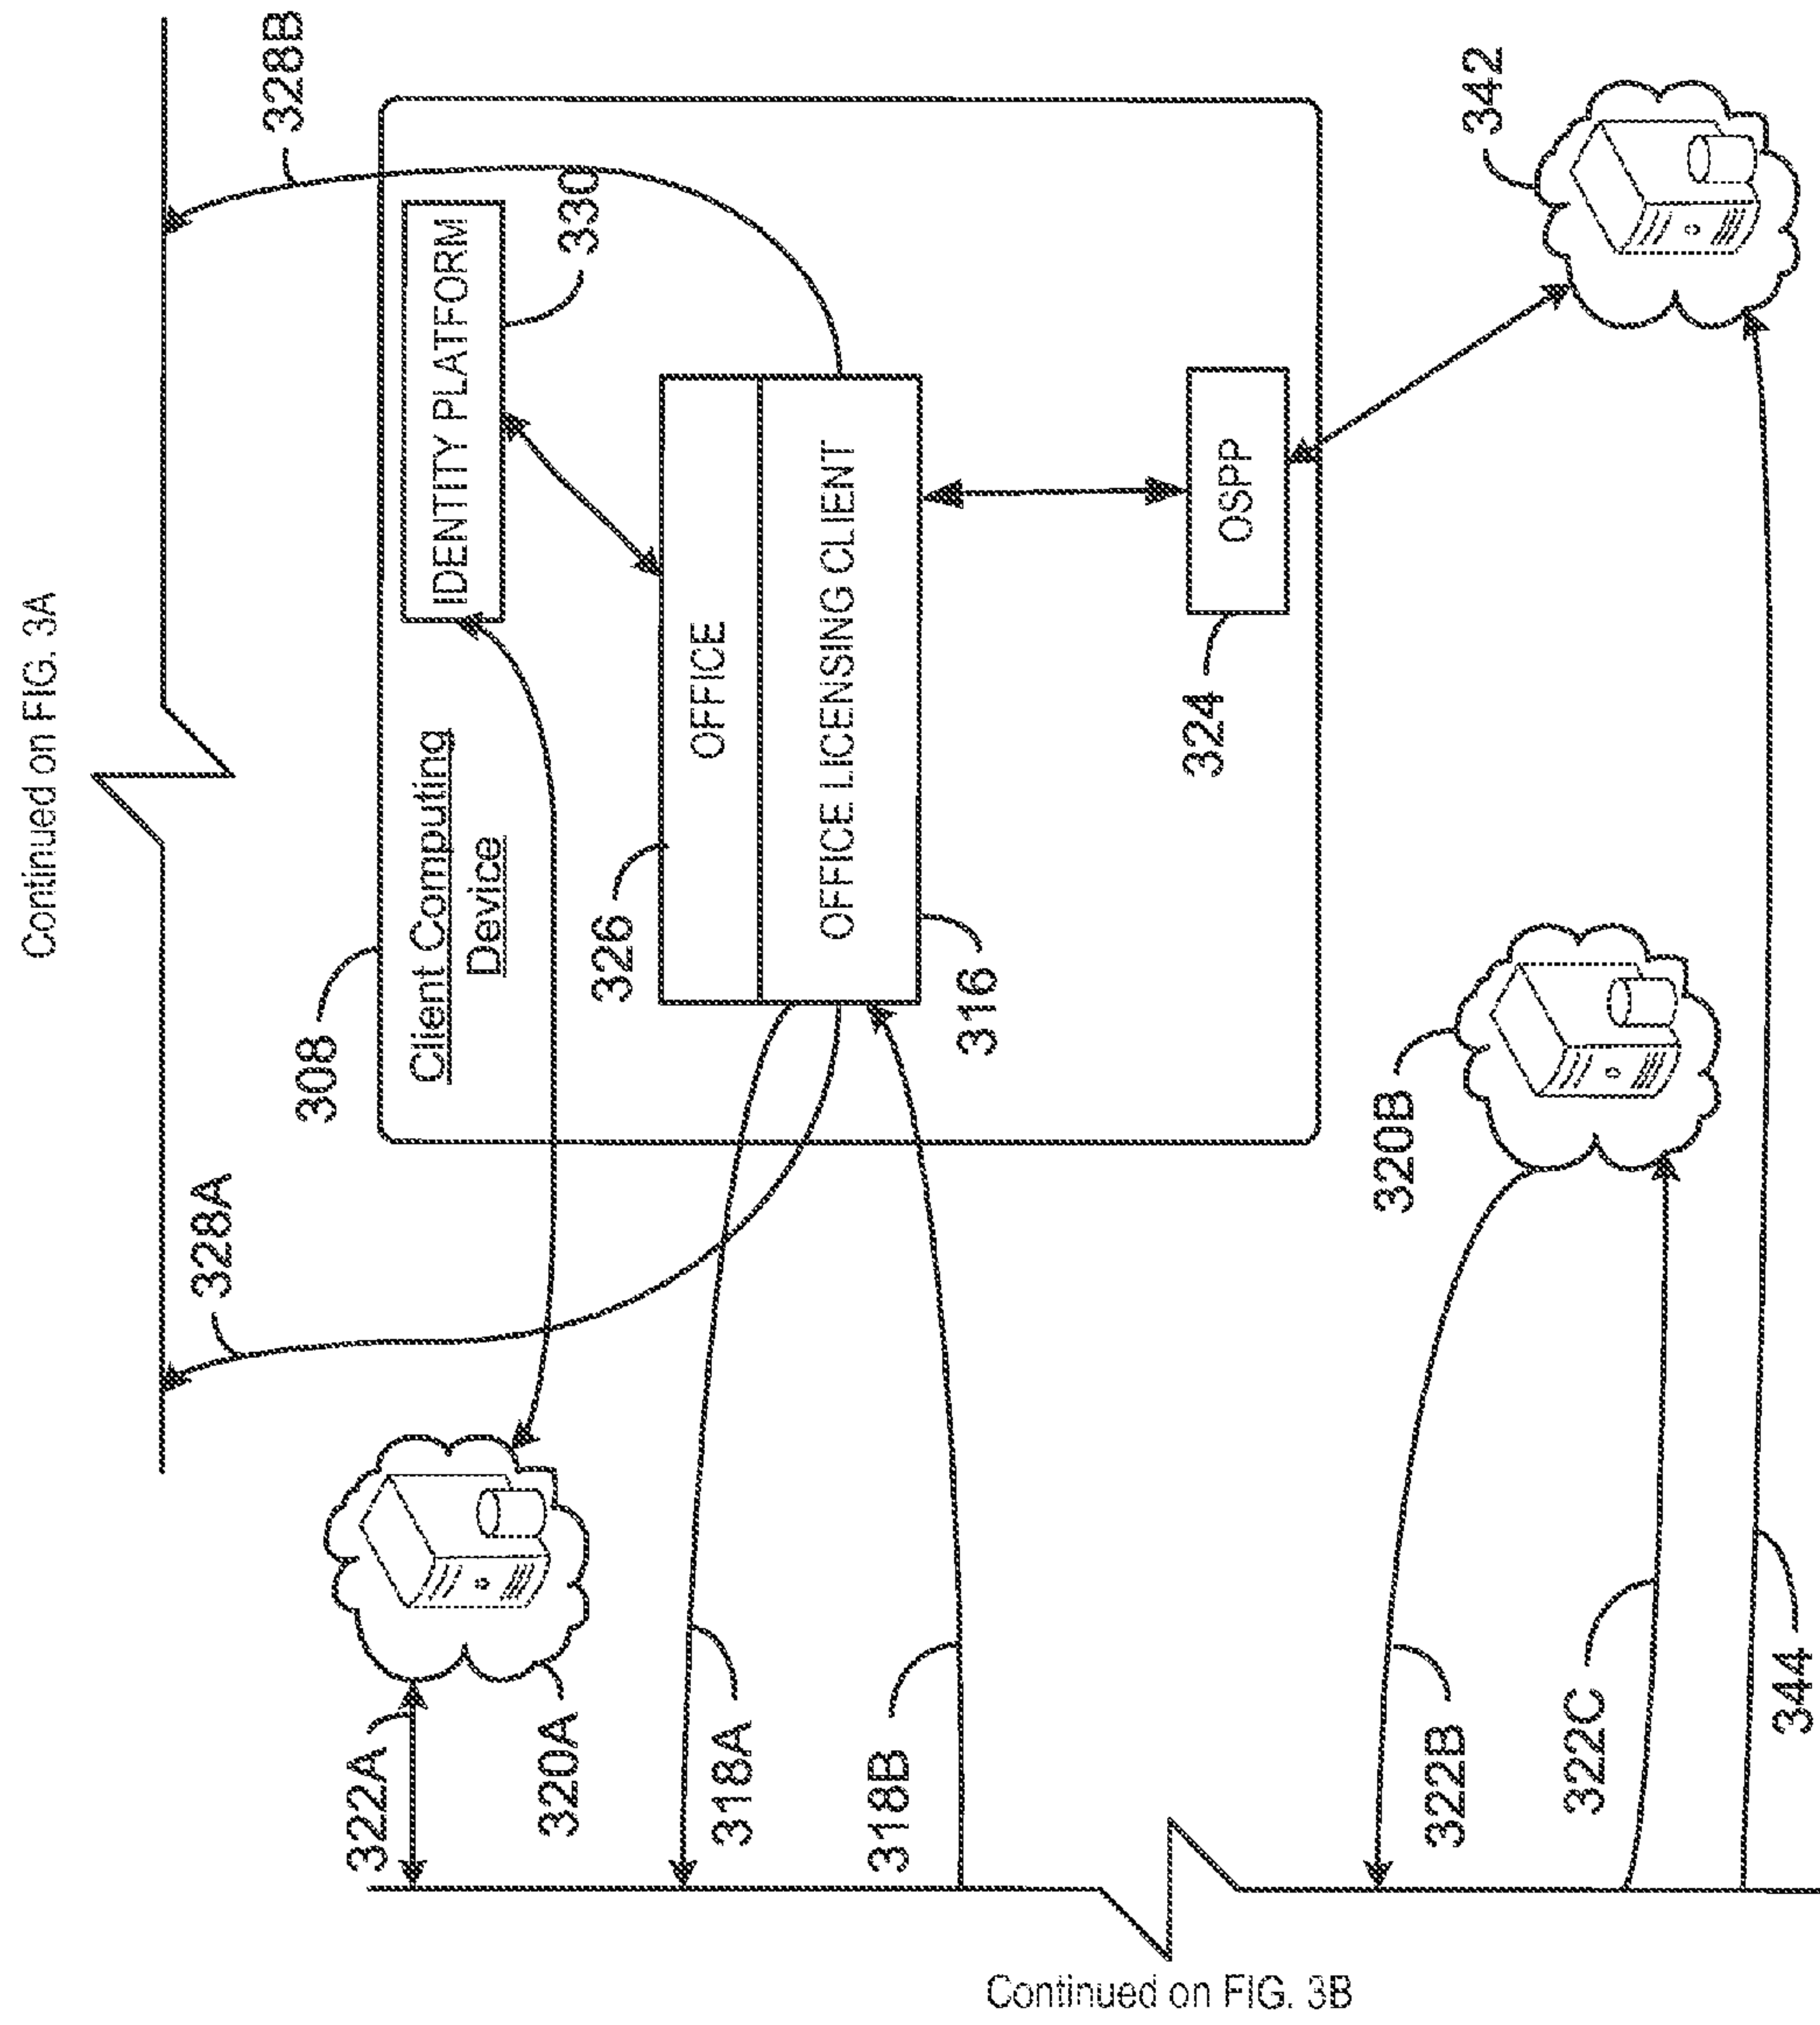 Continued on FIG. 3A
328B
328A
308
Client Computing
Device
IDENTITY PLATFORM
330
326
OFFICE
OFFICE LICENSING CLIENT
316
OSPP
324
342
320B
322A
320A
318A
318B
322B
322C
344
Continued on FIG. 3B